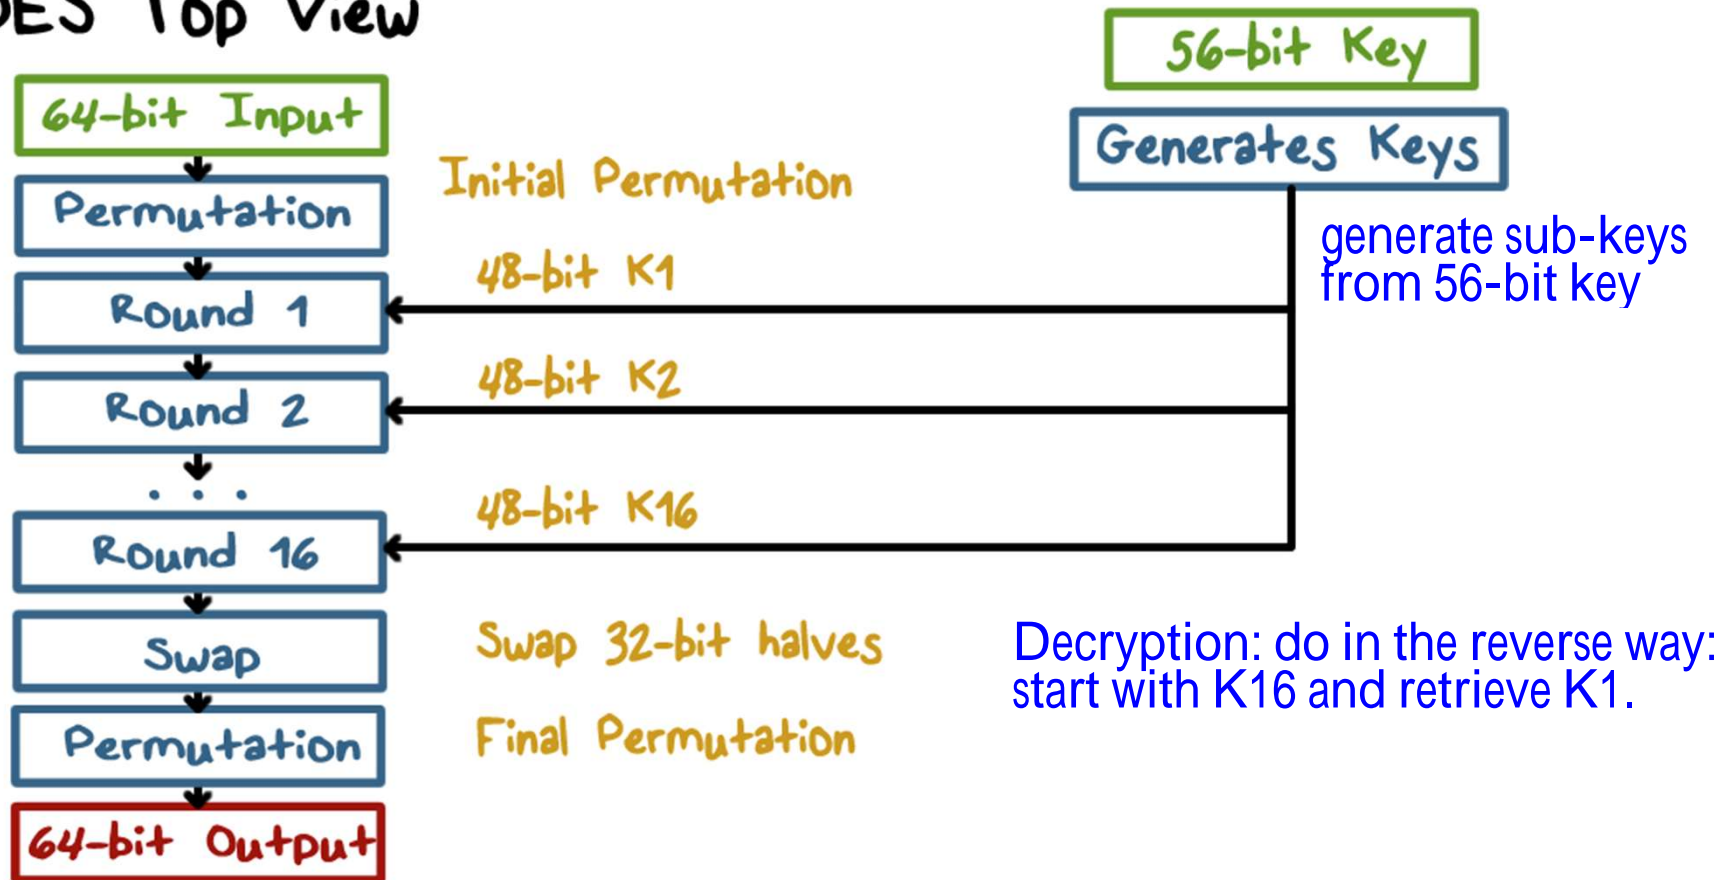 DES Top View
56-bit Key
64-bit Input
Generates Keys
Permutation
Initial Permutation
generate sub-keys
from 56-bit key
48-bit K1
Round 1
48-bit K2
Round 2
. . .
48-bit K16
Round 16
Swap
Swap 32-bit halves
Decryption: do in the reverse way:
start with K16 and retrieve K1.
Permutation
Final Permutation
64-bit Output